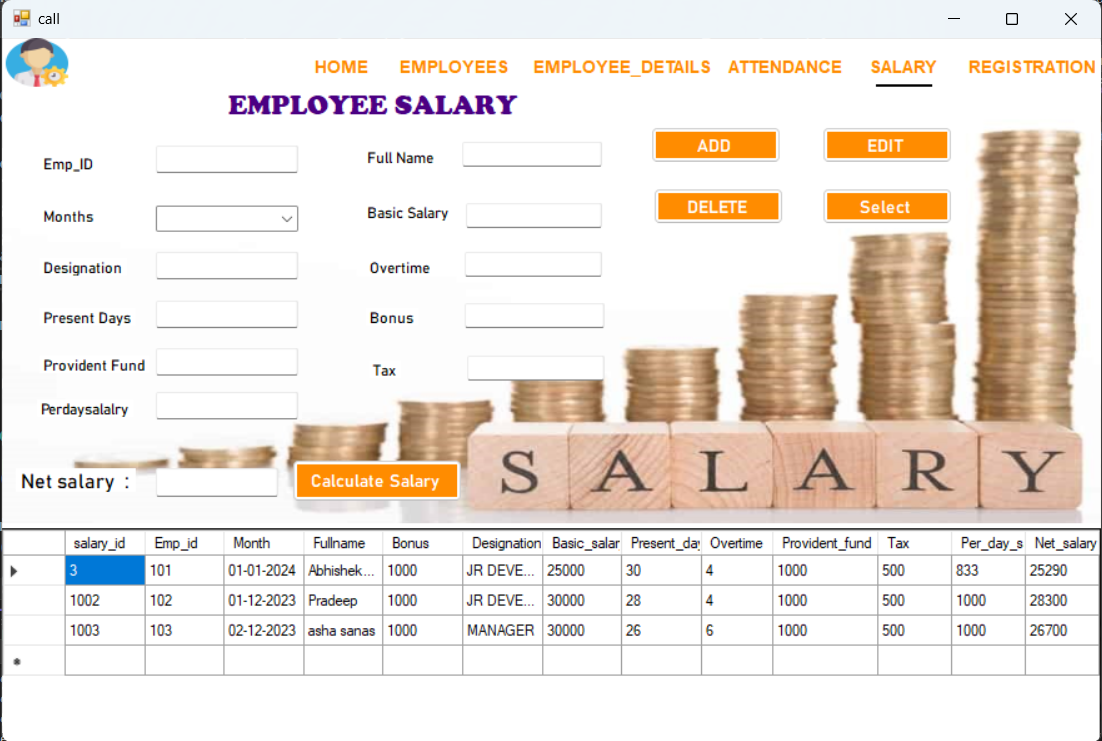 call
HOME EMPLOYEES EMPLOYEE_DETAILS ATTENDANCE SALARY REGISTRATION
EMPLOYEE SALARY
Emp_ID Full Name ADD EDIT
Months Basic Salary DELETE Select
Designation Overtime
Present Days Bonus
Provident Fund Tax
Perdaysalalry
Net salary : Calculate Salary
SALARY
salary_id Emp_id Month Fullname Bonus Designation Basic_salar Present_day Overtime Provident_fund Tax Per_day_s Net_salary
3 101 01-01-2024 Abhishek... 1000 JR DEVE... 25000 30 4 1000 500 833 25290
1002 102 01-12-2023 Pradeep 1000 JR DEVE... 30000 28 4 1000 500 1000 28300
1003 103 02-12-2023 asha sanas 1000 MANAGER 30000 26 6 1000 500 1000 26700